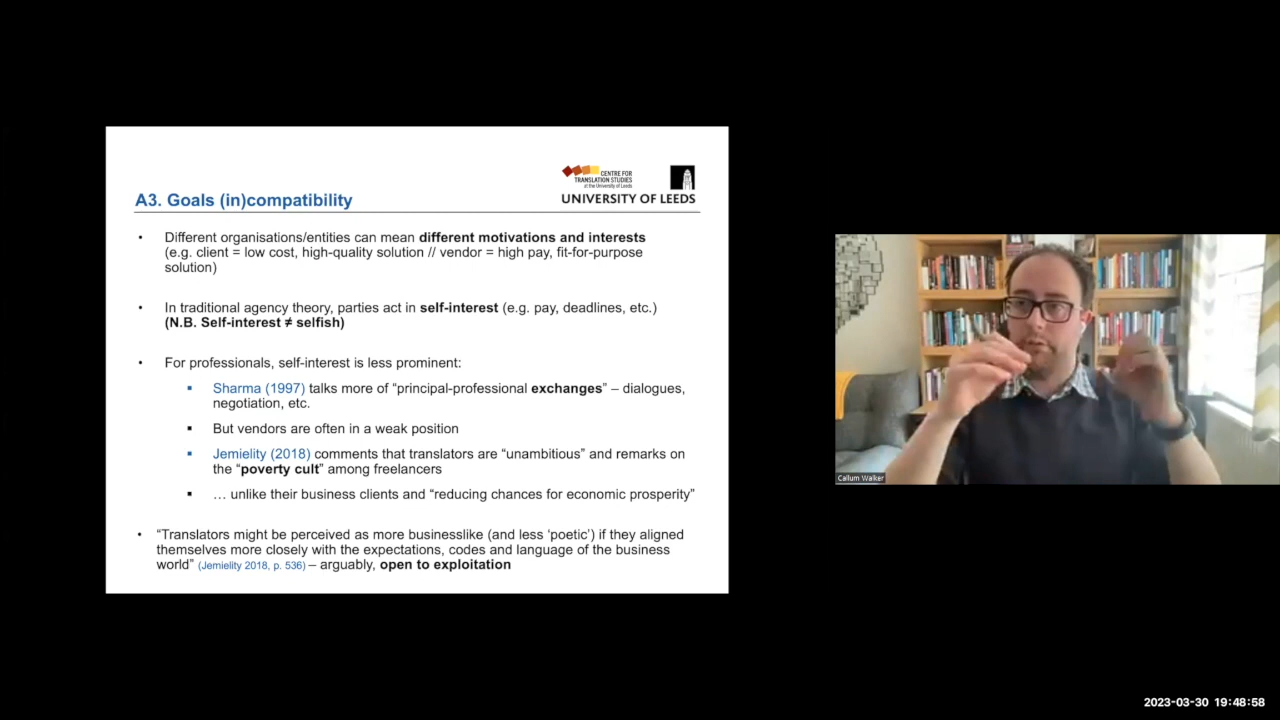 CENTRE FOR
TRANSLATION STUDIES
at the University of Leeds
UNIVERSITY OF LEEDS
A3. Goals (in)compatibility
• Different organisations/entities can mean different motivations and interests
(e.g. client = low cost, high-quality solution // vendor = high pay, fit-for-purpose
solution)
• In traditional agency theory, parties act in self-interest (e.g. pay, deadlines, etc.)
(N.B. Self-interest ≠ selfish)
• For professionals, self-interest is less prominent:
▪ Sharma (1997) talks more of “principal-professional exchanges” – dialogues,
negotiation, etc.
▪ But vendors are often in a weak position
▪ Jemielity (2018) comments that translators are “unambitious” and remarks on
the “poverty cult” among freelancers
▪ … unlike their business clients and “reducing chances for economic prosperity”
• “Translators might be perceived as more businesslike (and less ‘poetic’) if they aligned
themselves more closely with the expectations, codes and language of the business
world” (Jemielity 2018, p. 536) – arguably, open to exploitation
Callum Walker
2023-03-30 19:48:58